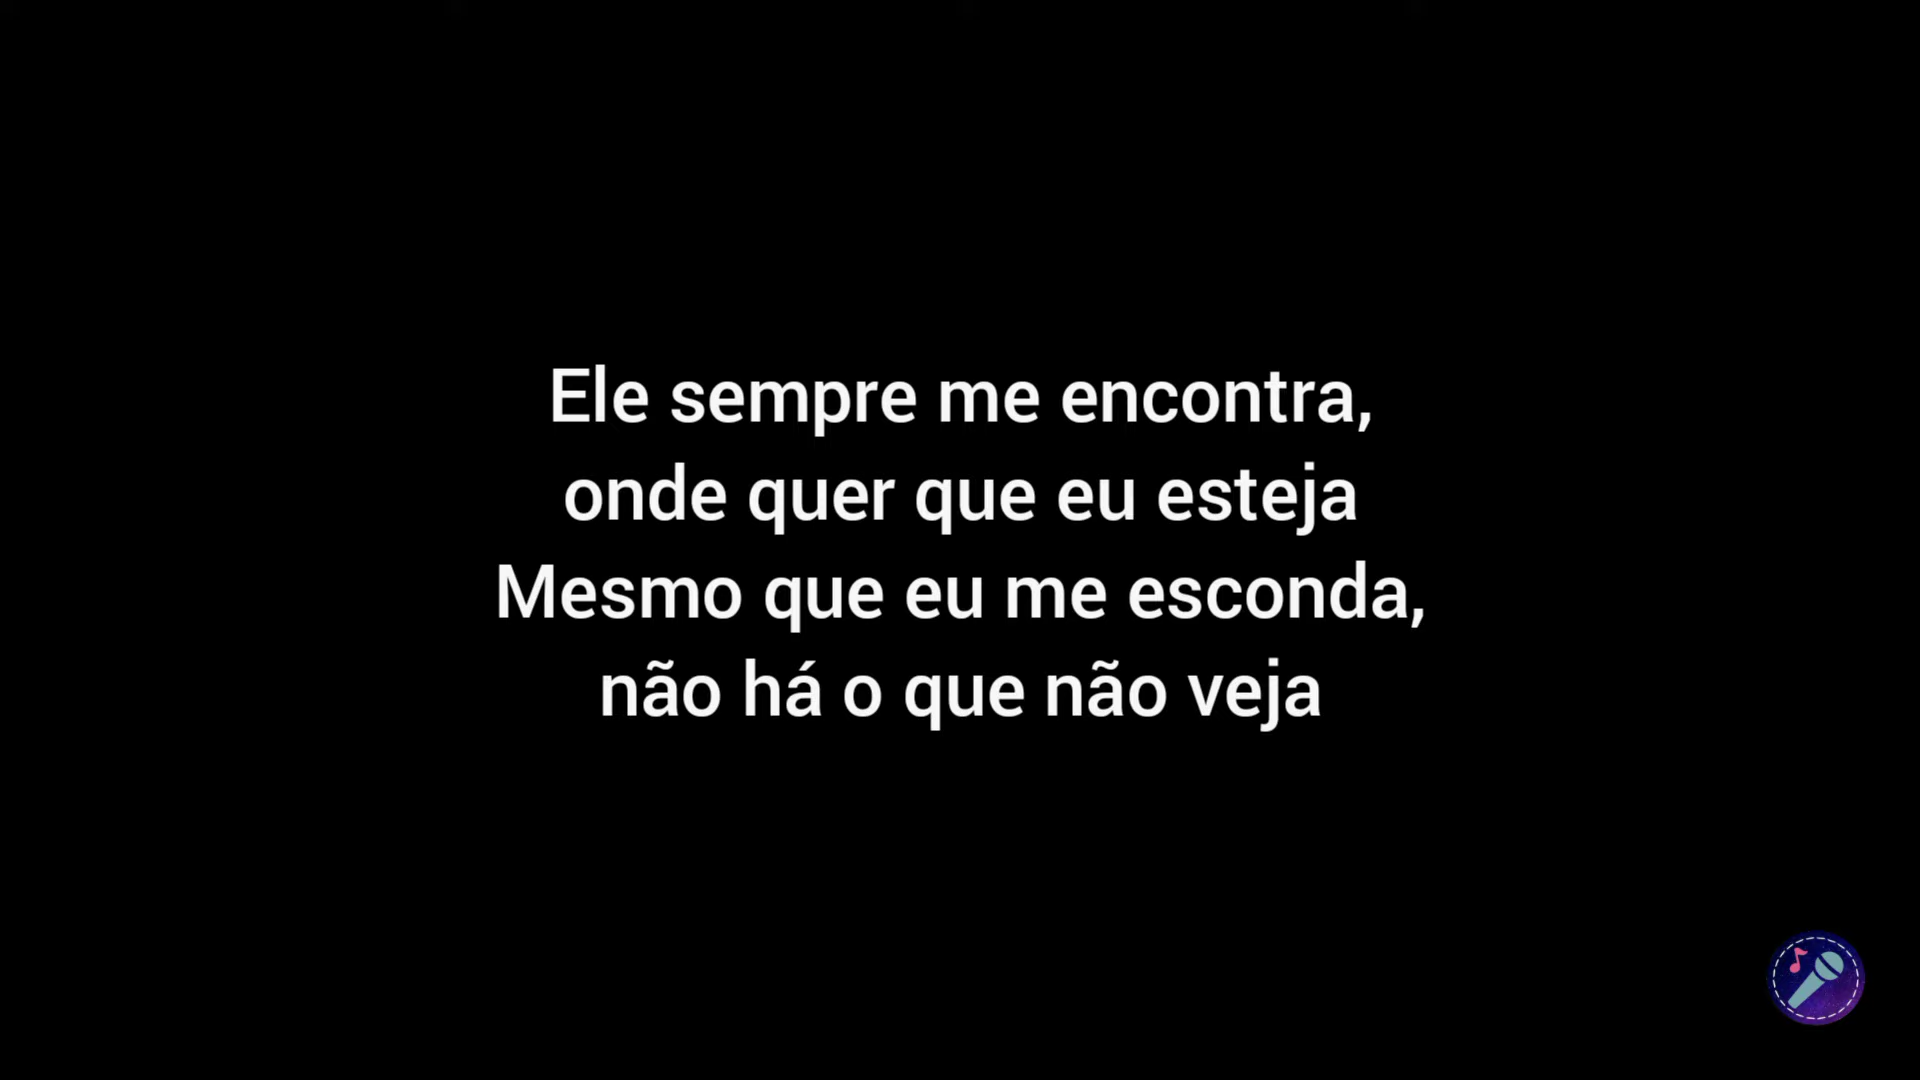 Ele sempre me encontra,
onde quer que eu esteja
Mesmo que eu me esconda,
não há o que não veja